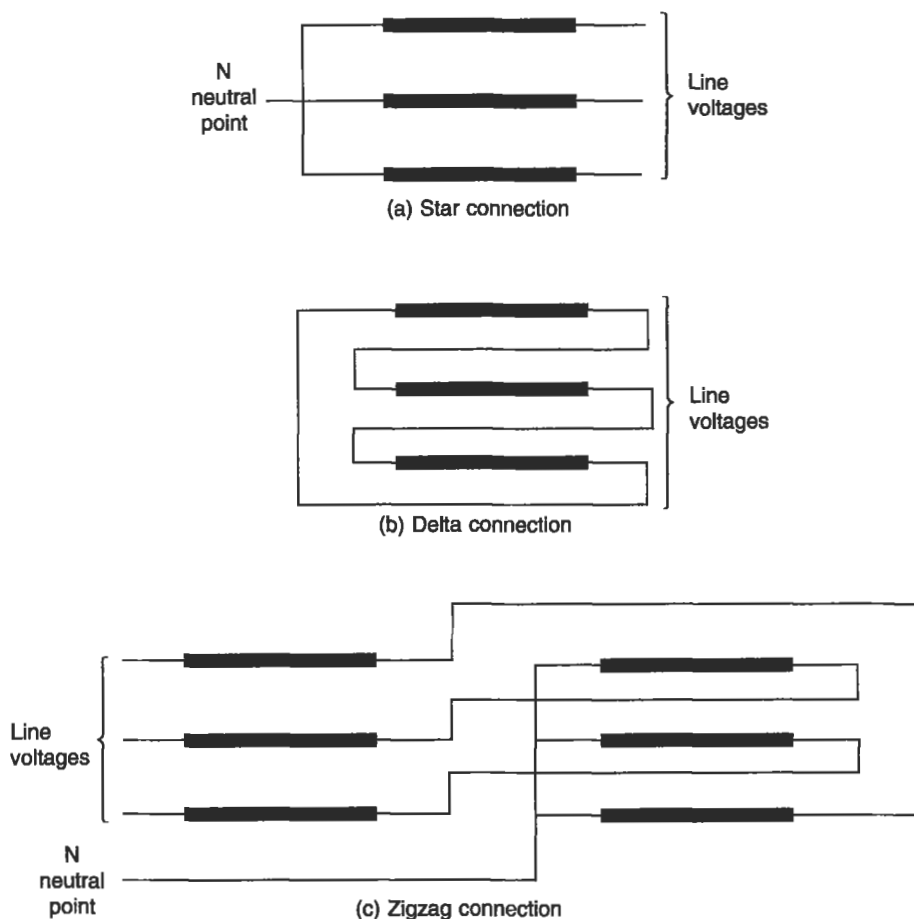 N
neutral
point
Line
voltages
(a) Star connection
Line
voltages
(b) Delta connection
Line
voltages
N
neutral
point
(c) Zigzag connection